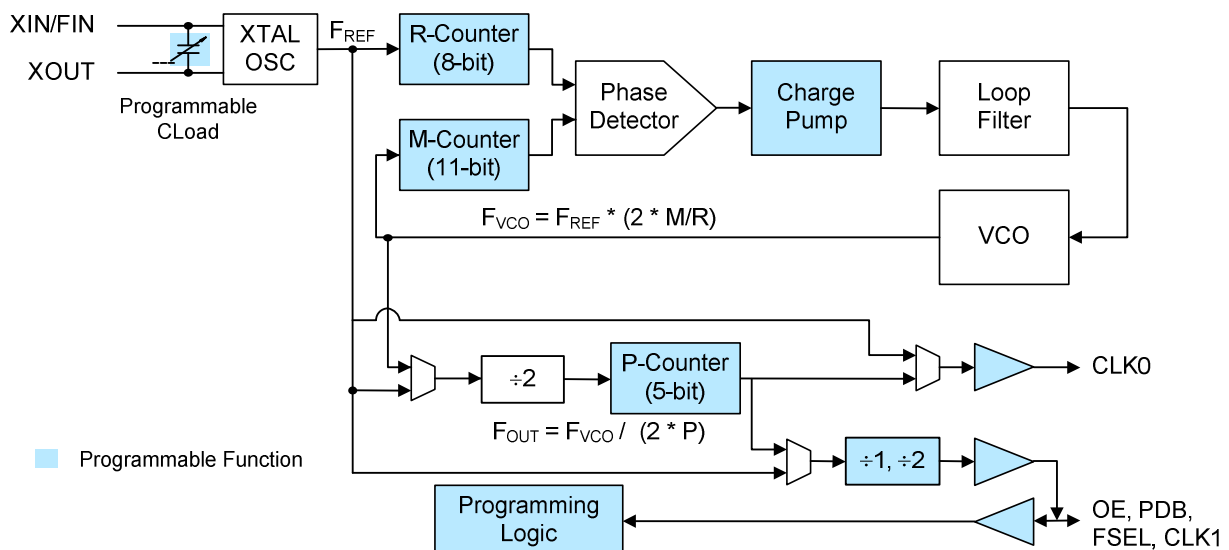 XIN/FIN
XOUT
Programmable
CLoad
XTAL
OSC
FREF
R-Counter
(8-bit)
M-Counter
(11-bit)
Phase
Detector
Charge
Pump
Loop
Filter
VCO
FVCO = FREF * (2 * M/R)
÷2
P-Counter
(5-bit)
CLK0
FOUT = FVCO / (2 * P)
÷1, ÷2
Programmable Function
Programming
Logic
OE, PDB,
FSEL, CLK1